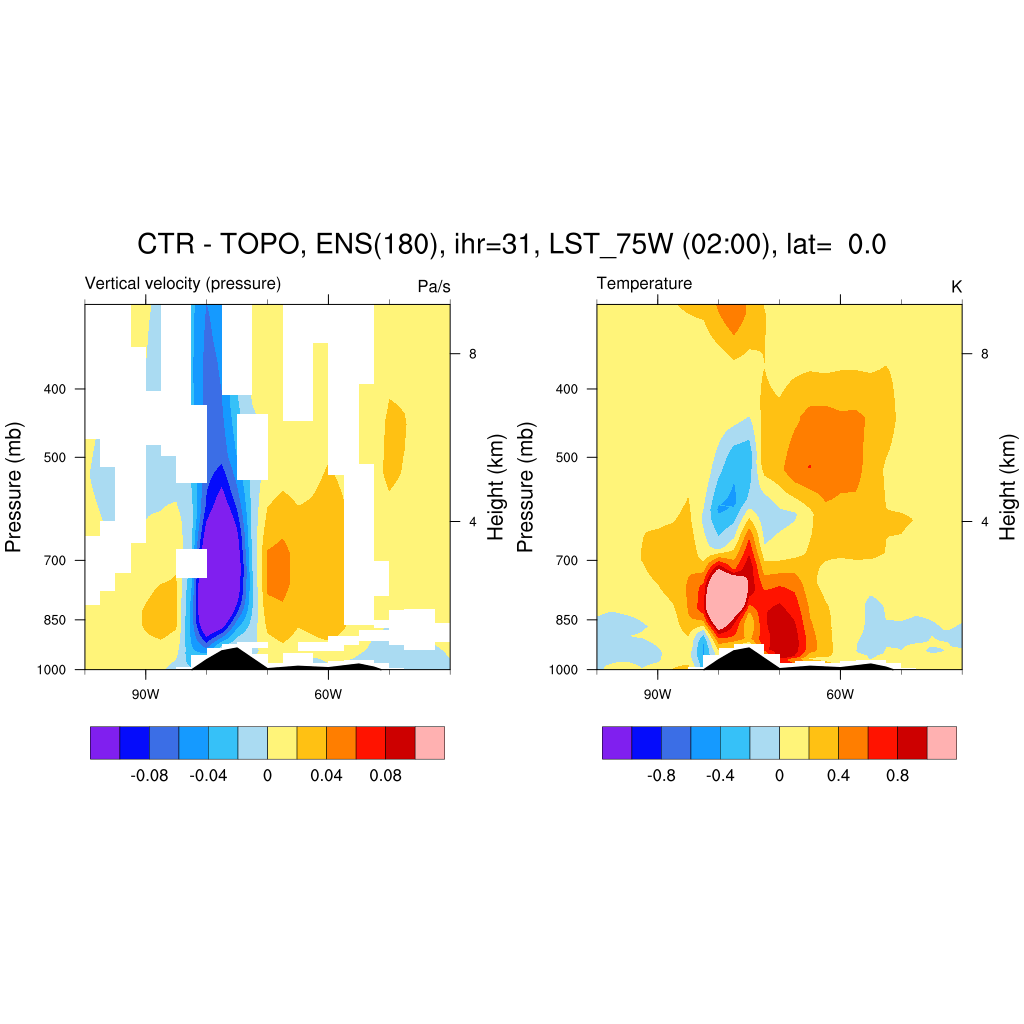 CTR - TOPO, ENS(180), ihr=31, LST_75W (02:00), lat=  0.0
Vertical velocity (pressure)
Pa/s
Pressure (mb)
400
500
700
850
1000
90W
60W
8
4
Height (km)
-0.08
-0.04
0
0.04
0.08
Temperature
K
Pressure (mb)
400
500
700
850
1000
90W
60W
8
4
Height (km)
-0.8
-0.4
0
0.4
0.8